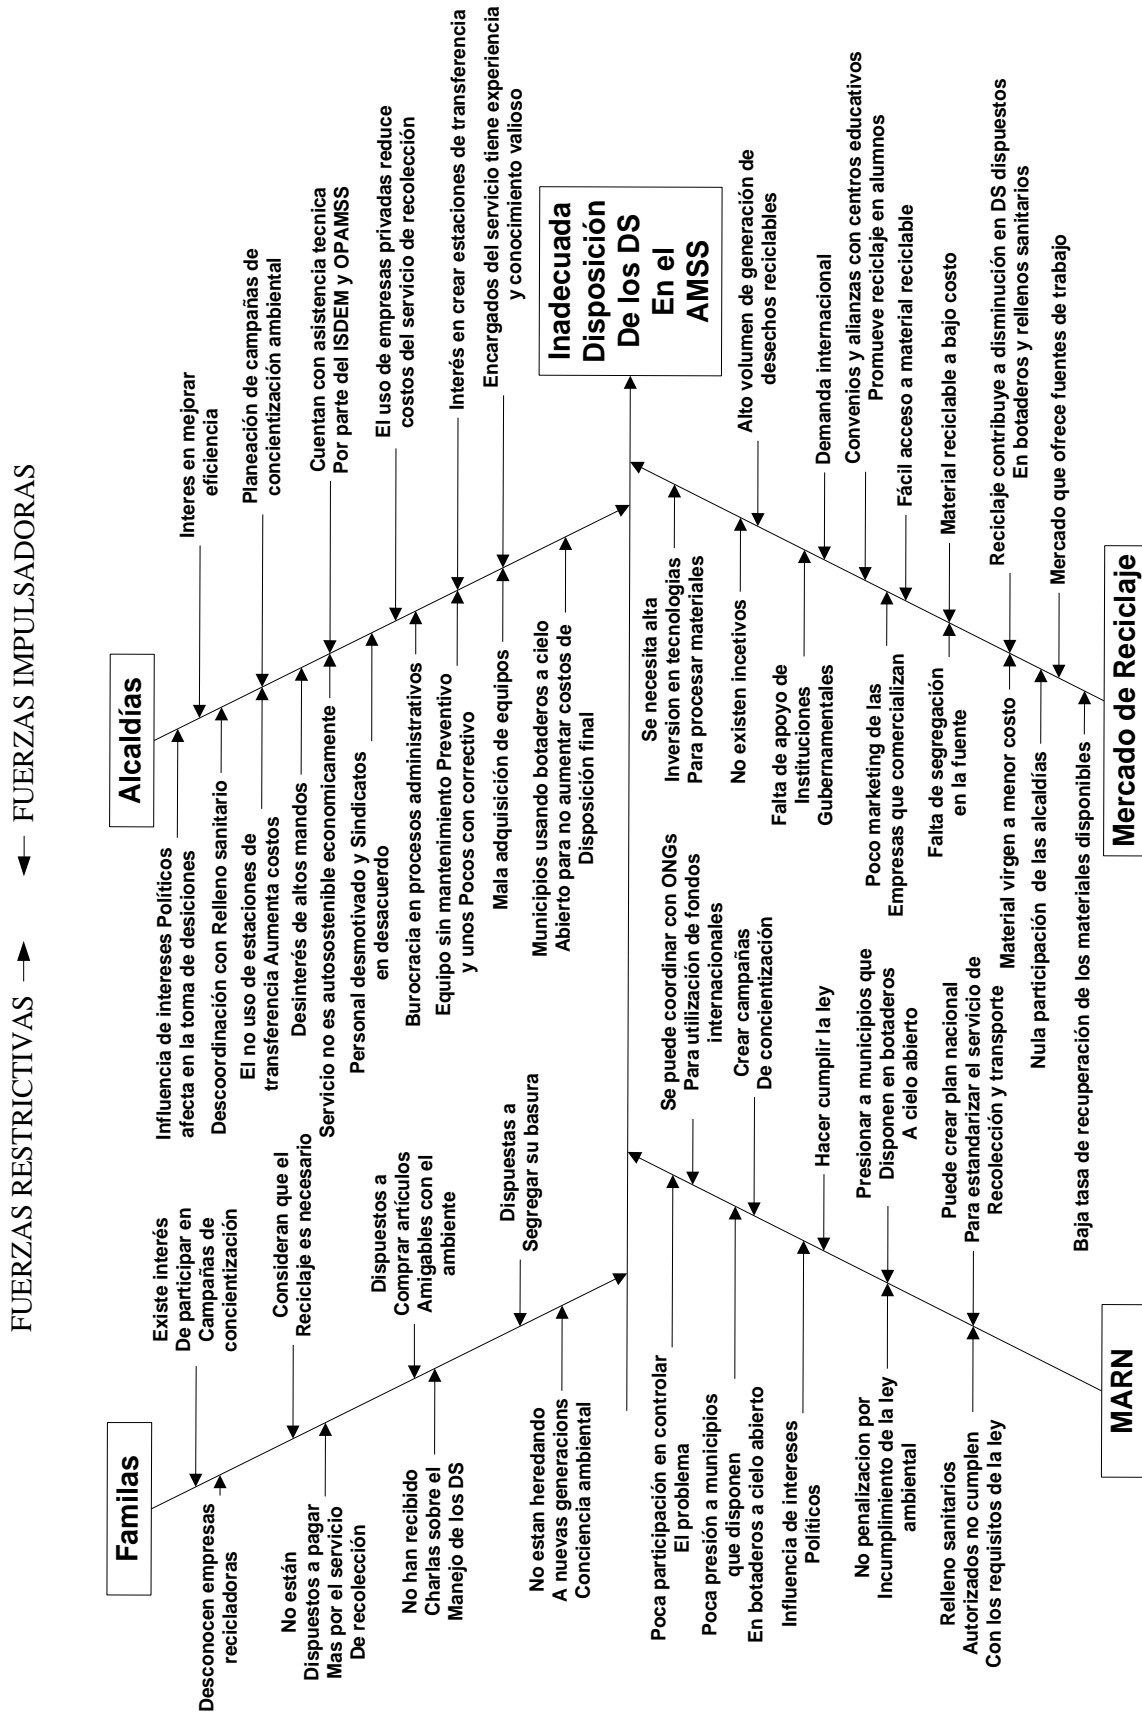 FUERZAS RESTRICTIVAS
FUERZAS IMPULSADORAS
Familas
Existe interés
De participar en
Campañas de
concientización
Consideran que el
Reciclaje es necesario
Dispuestos a
Comprar artículos
Amigables con el
ambiente
Dispuestas a
Segregar su basura
Desconocen empresas
recicladoras
No están
Dispuestos a pagar
Mas por el servicio
De recolección
No han recibido
Charlas sobre el
Manejo de los DS
No estan heredando
A nuevas generacions
Conciencia ambiental
Alcaldías
Interes en mejorar
eficiencia
Planeación de campañas de
concientización ambiental
Cuentan con asistencia tecnica
Por parte del ISDEM y OPAMSS
El uso de empresas privadas reduce
costos del servicio de recolección
Interés en crear estaciones de transferencia
Encargados del servicio tiene experiencia
y conocimiento valioso
Influencia de intereses Políticos
afecta en la toma de desiciones
Descoordinación con Relleno sanitario
El no uso de estaciones de
transferencia Aumenta costos
Desinterés de altos mandos
Servicio no es autosostenible economicamente
Personal desmotivado y Sindicatos
en desacuerdo
Burocracia en procesos administrativos
Equipo sin mantenimiento Preventivo
y unos Pocos con correctivo
Mala adquisición de equipos
Municipios usando botaderos a cielo
Abierto para no aumentar costos de
Disposición final
Inadecuada
Disposición
De los DS
En el
AMSS
Poca participación en controlar
El problema
Poca presión a municipios
que disponen
En botaderos a cielo abierto
Influencia de intereses
Políticos
No penalizacion por
Incumplimiento de la ley
ambiental
Relleno sanitarios
Autorizados no cumplen
Con los requisitos de la ley
Se puede coordinar con ONGs
Para utilización de fondos
internacionales
Crear campañas
De concientización
Hacer cumplir la ley
Presionar a municipios que
Disponen en botaderos
A cielo abierto
Puede crear plan nacional
Para estandarizar el servicio de
Recolección y transporte
MARN
Se necesita alta
Inversion en tecnologias
Para procesar materiales
No existen incetivos
Falta de apoyo de
Instituciones
Gubernamentales
Poco marketing de las
Empresas que comercializan
Falta de segregación
en la fuente
Material virgen a menor costo
Nula participación de las alcaldías
Baja tasa de recuperación de los materiales disponibles
Alto volumen de generación de
desechos reciclables
Demanda internacional
Convenios y alianzas con centros educativos
Promueve reciclaje en alumnos
Fácil acceso a material reciclable
Material reciclable a bajo costo
Reciclaje contribuye a disminución en DS dispuestos
En botaderos y rellenos sanitarios
Mercado que ofrece fuentes de trabajo
Mercado de Reciclaje